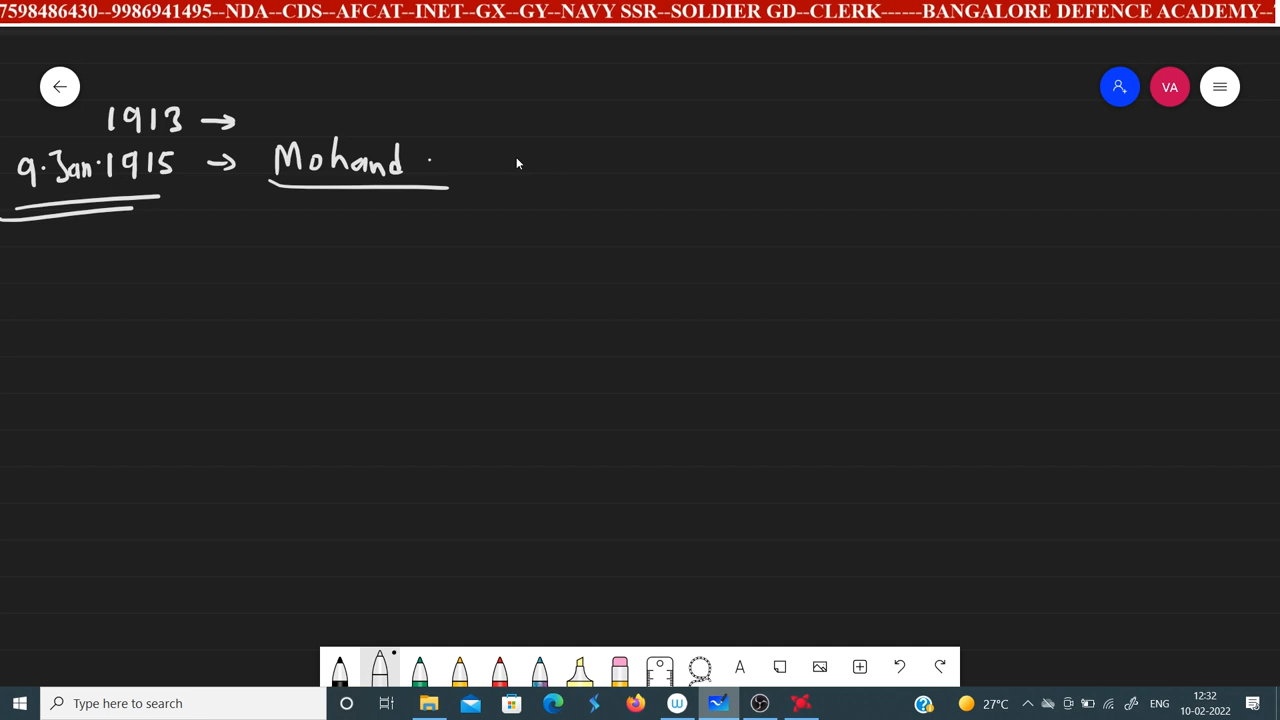 7598486430--9986941495--NDA--CDS--AFCAT--INET--GX--GY--NAVY SSR--SOLDIER GD--CLERK------BANGALORE DEFENCE ACADEMY--
VA
1913 →
9.Jan.1915 → Mohand .
A
Type here to search
27°C
ENG
12:32
10-02-2022